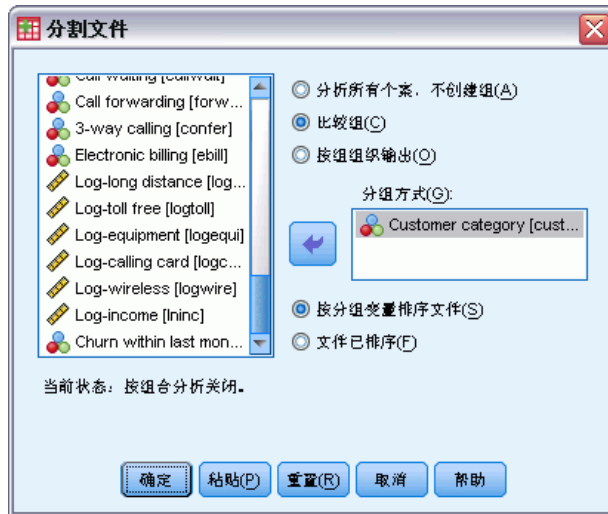 分割文件
Call waiting [callwait]
Call forwarding [forw...
3-way calling [confer]
Electronic billing [ebill]
Log-long distance [log...
Log-toll free [logtoll]
Log-equipment [logequi]
Log-calling card [logc...
Log-wireless [logwire]
Log-income [lninc]
Churn within last mon...
分析所有个案，不创建组(A)
比较组(C)
按组组织输出(O)
分组方式(G):
Customer category [cust...
按分组变量排序文件(S)
文件已排序(F)
当前状态：按组合分析关闭。
确定
粘贴(P)
重置(R)
取消
帮助